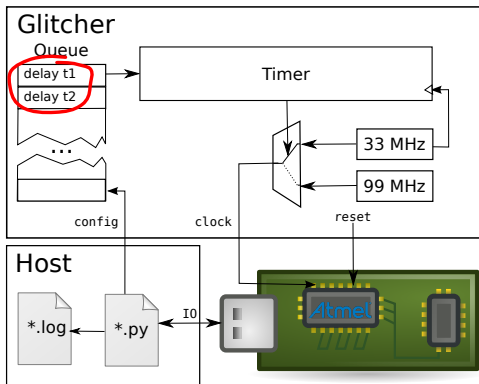 Glitcher
Queue
delay t1
delay t2
...
Timer
33 MHz
99 MHz
config
clock
reset
Host
*.log
*.py
IO
Atmel